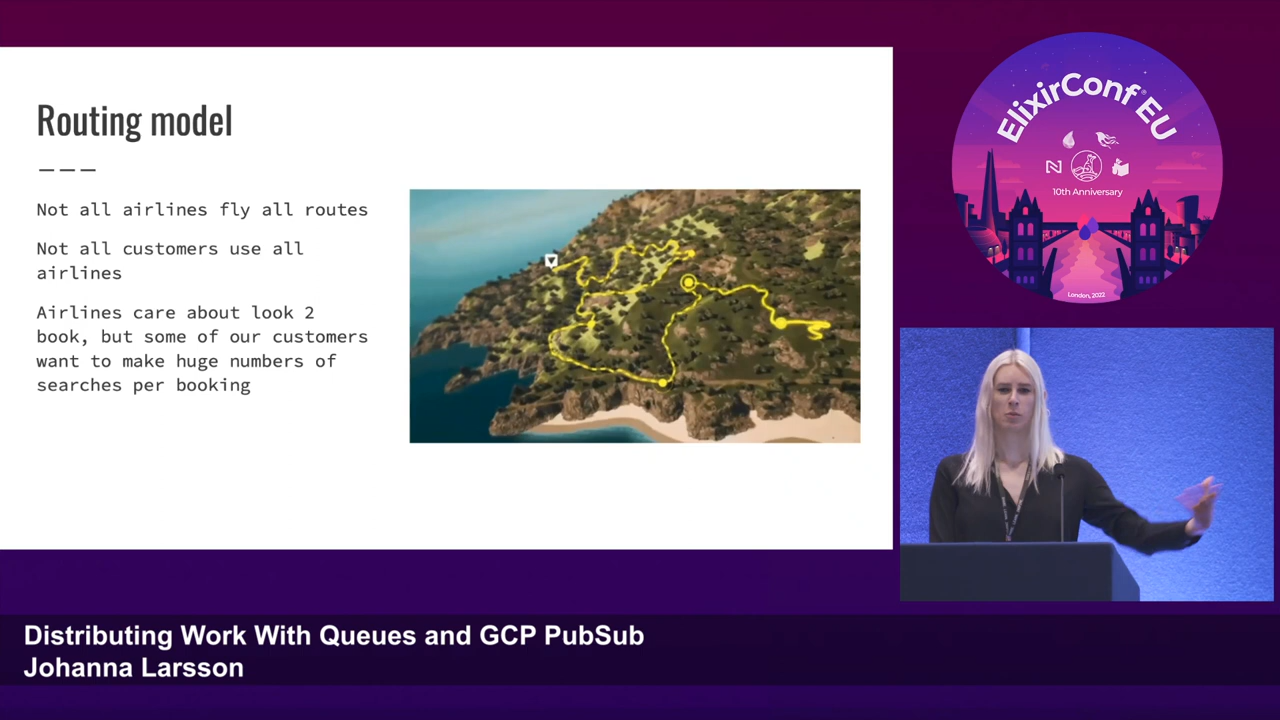 Routing model
Not all airlines fly all routes
Not all customers use all
airlines
Airlines care about look 2
book, but some of our customers
want to make huge numbers of
searches per booking
ElixirConf® EU
10th Anniversary
London, 2022
Distributing Work With Queues and GCP PubSub
Johanna Larsson